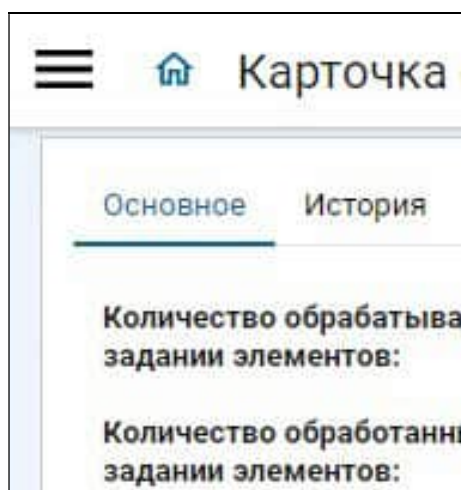 Карточка
Основное История
Количество обрабатыва
задании элементов:
Количество обработанн
задании элементов: